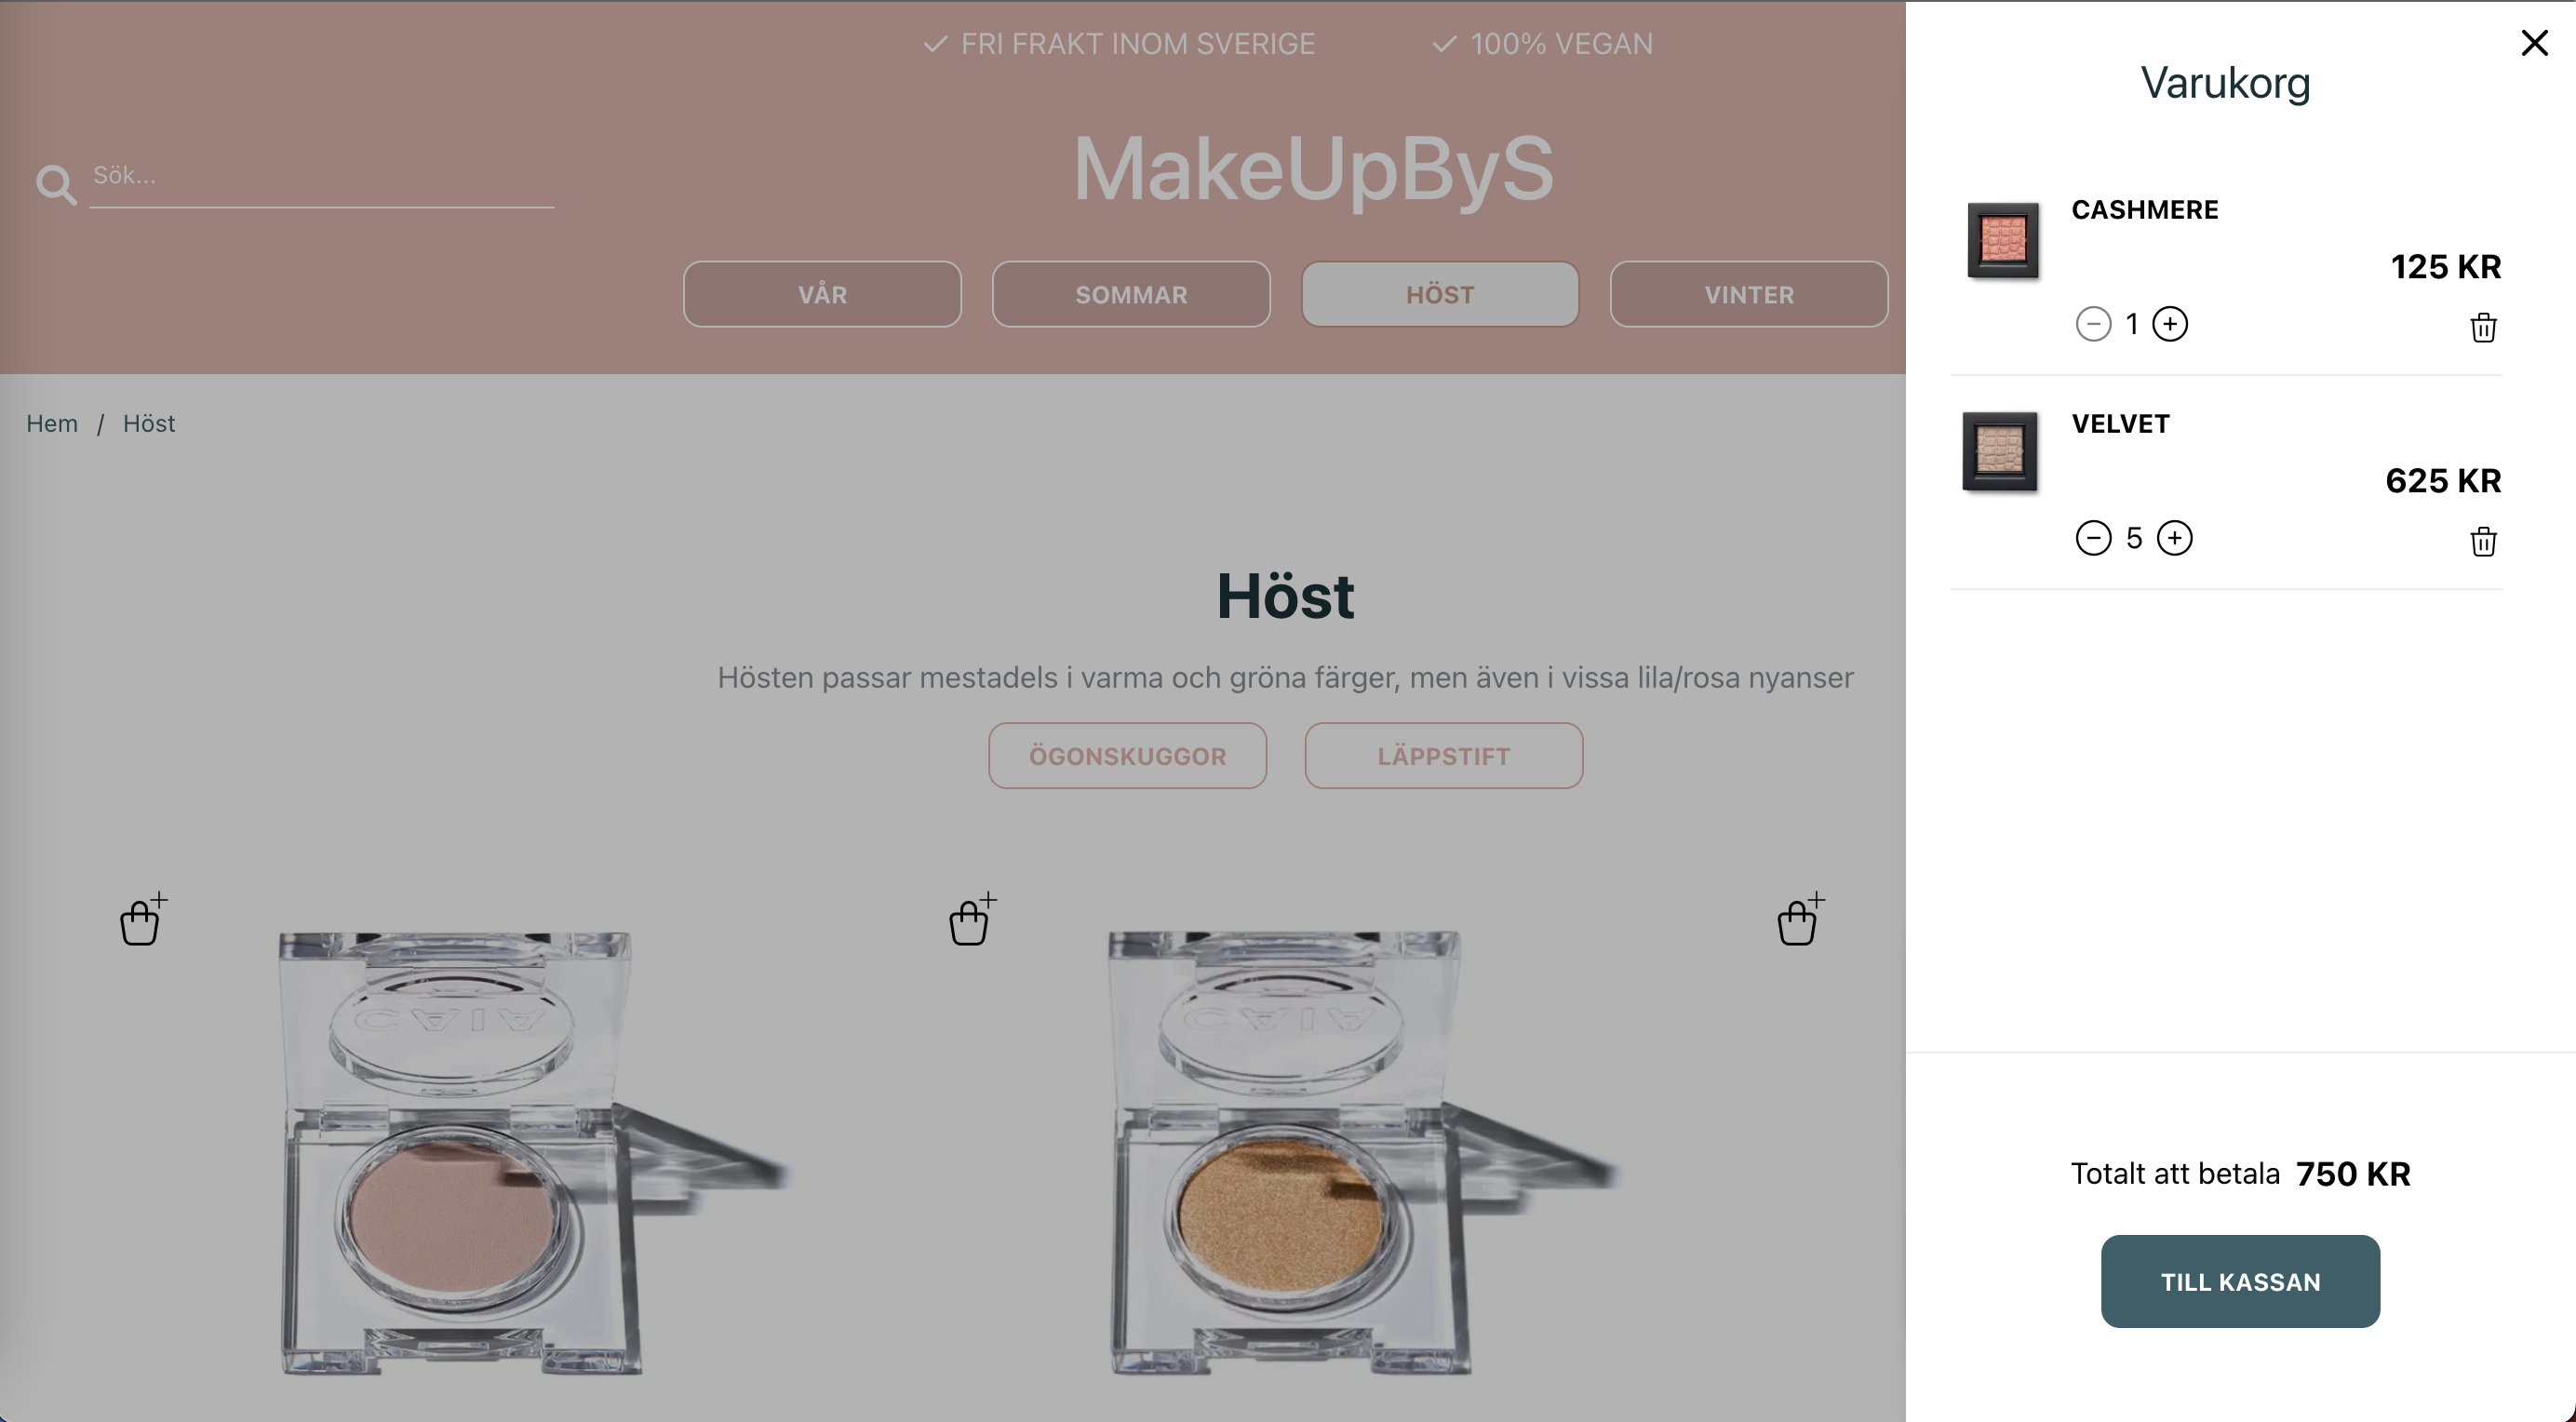 FRI FRAKT INOM SVERIGE
100% VEGAN
Sök...
MakeUpByS
VÅR
SOMMAR
HÖST
VINTER
Hem / Höst
Höst
Hösten passar mestadels i varma och gröna färger, men även i vissa lila/rosa nyanser
ÖGONSKUGGOR
LÄPPSTIFT
CAIA
CAIA
Varukorg
CASHMERE
125 KR
1
VELVET
625 KR
5
Totalt att betala 750 KR
TILL KASSAN